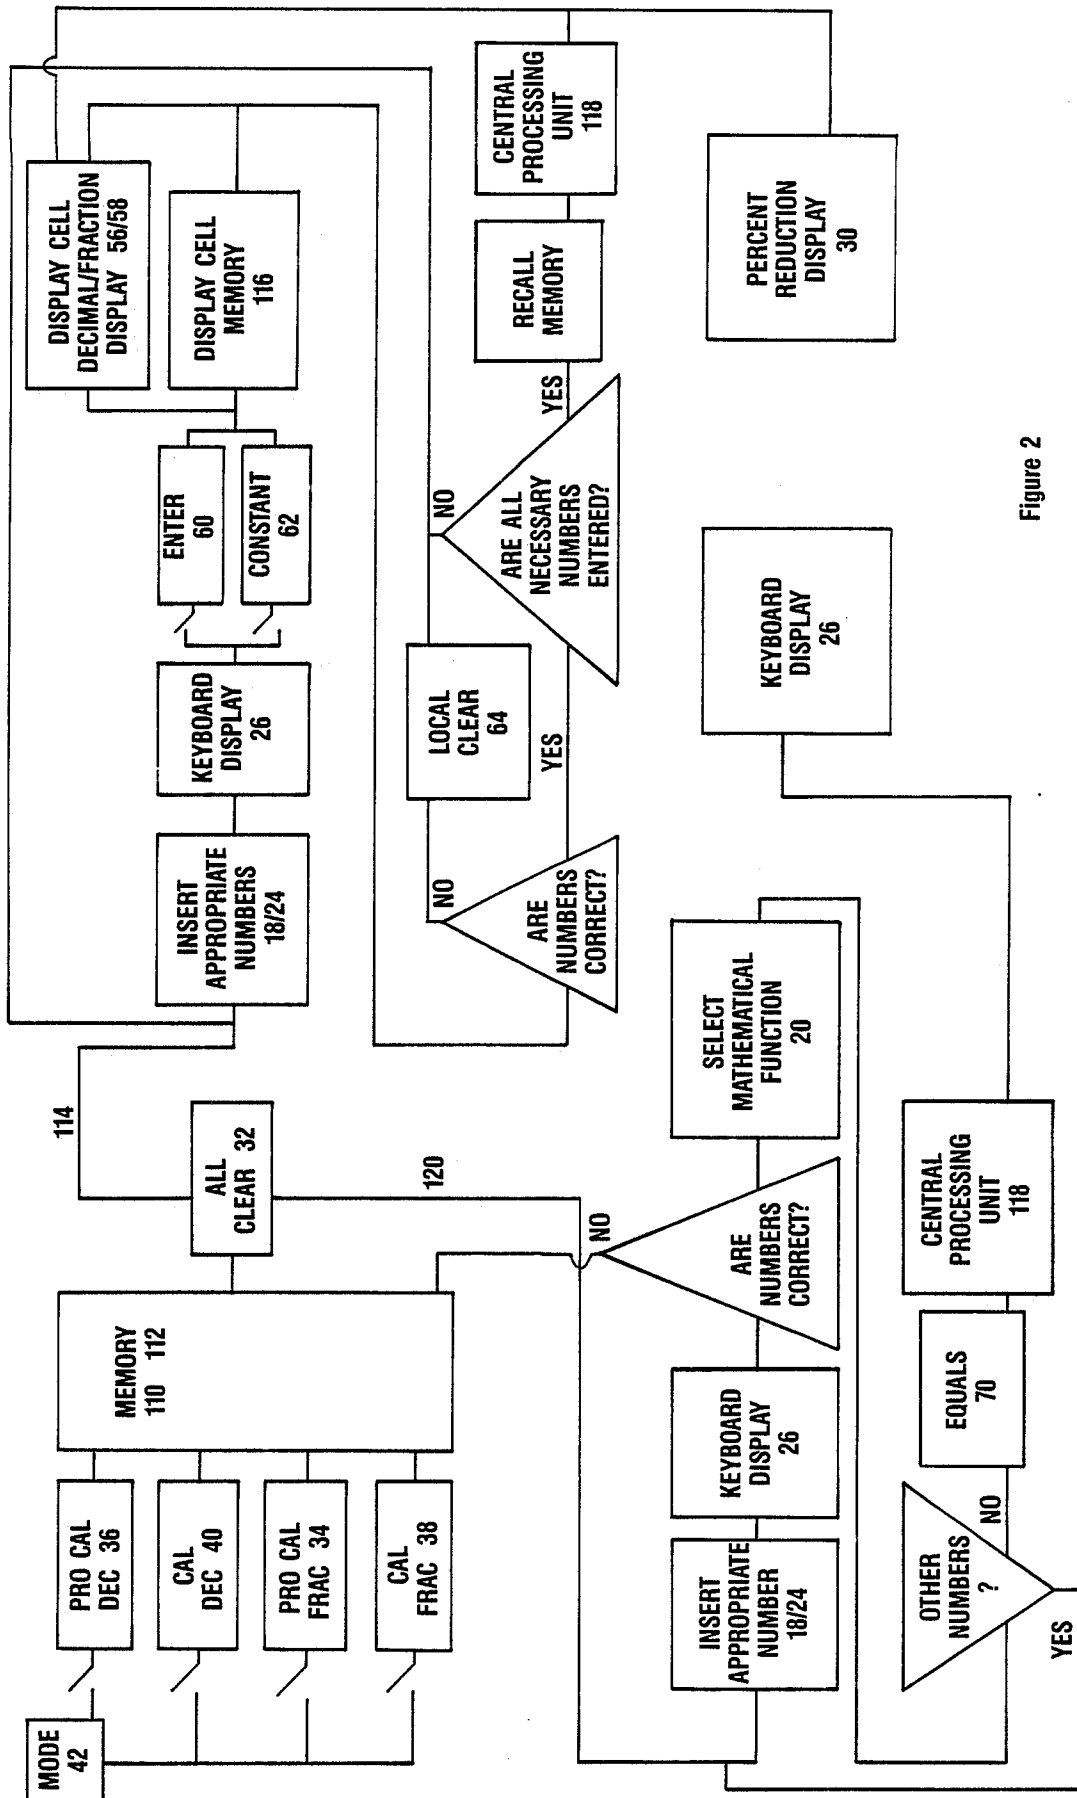 MODE
42
PRO CAL
DEC 36
CAL
DEC 40
PRO CAL
FRAC 34
CAL
FRAC 38
MEMORY
110 112
ALL
CLEAR 32
114
120
INSERT
APPROPRIATE
NUMBERS
18/24
KEYBOARD
DISPLAY
26
ENTER
60
CONSTANT
62
DISPLAY CELL
DECIMAL/FRACTION
DISPLAY 56/58
DISPLAY CELL
MEMORY
116
ARE
NUMBERS
CORRECT?
NO
YES
LOCAL
CLEAR
64
ARE ALL
NECESSARY
NUMBERS
ENTERED?
NO
YES
RECALL
MEMORY
CENTRAL
PROCESSING
UNIT
118
PERCENT
REDUCTION
DISPLAY
30
INSERT
APPROPRIATE
NUMBER
18/24
KEYBOARD
DISPLAY
26
ARE
NUMBERS
CORRECT?
NO
SELECT
MATHEMATICAL
FUNCTION
20
OTHER
NUMBERS
?
NO
YES
EQUALS
70
CENTRAL
PROCESSING
UNIT
118
KEYBOARD
DISPLAY
26
Figure 2